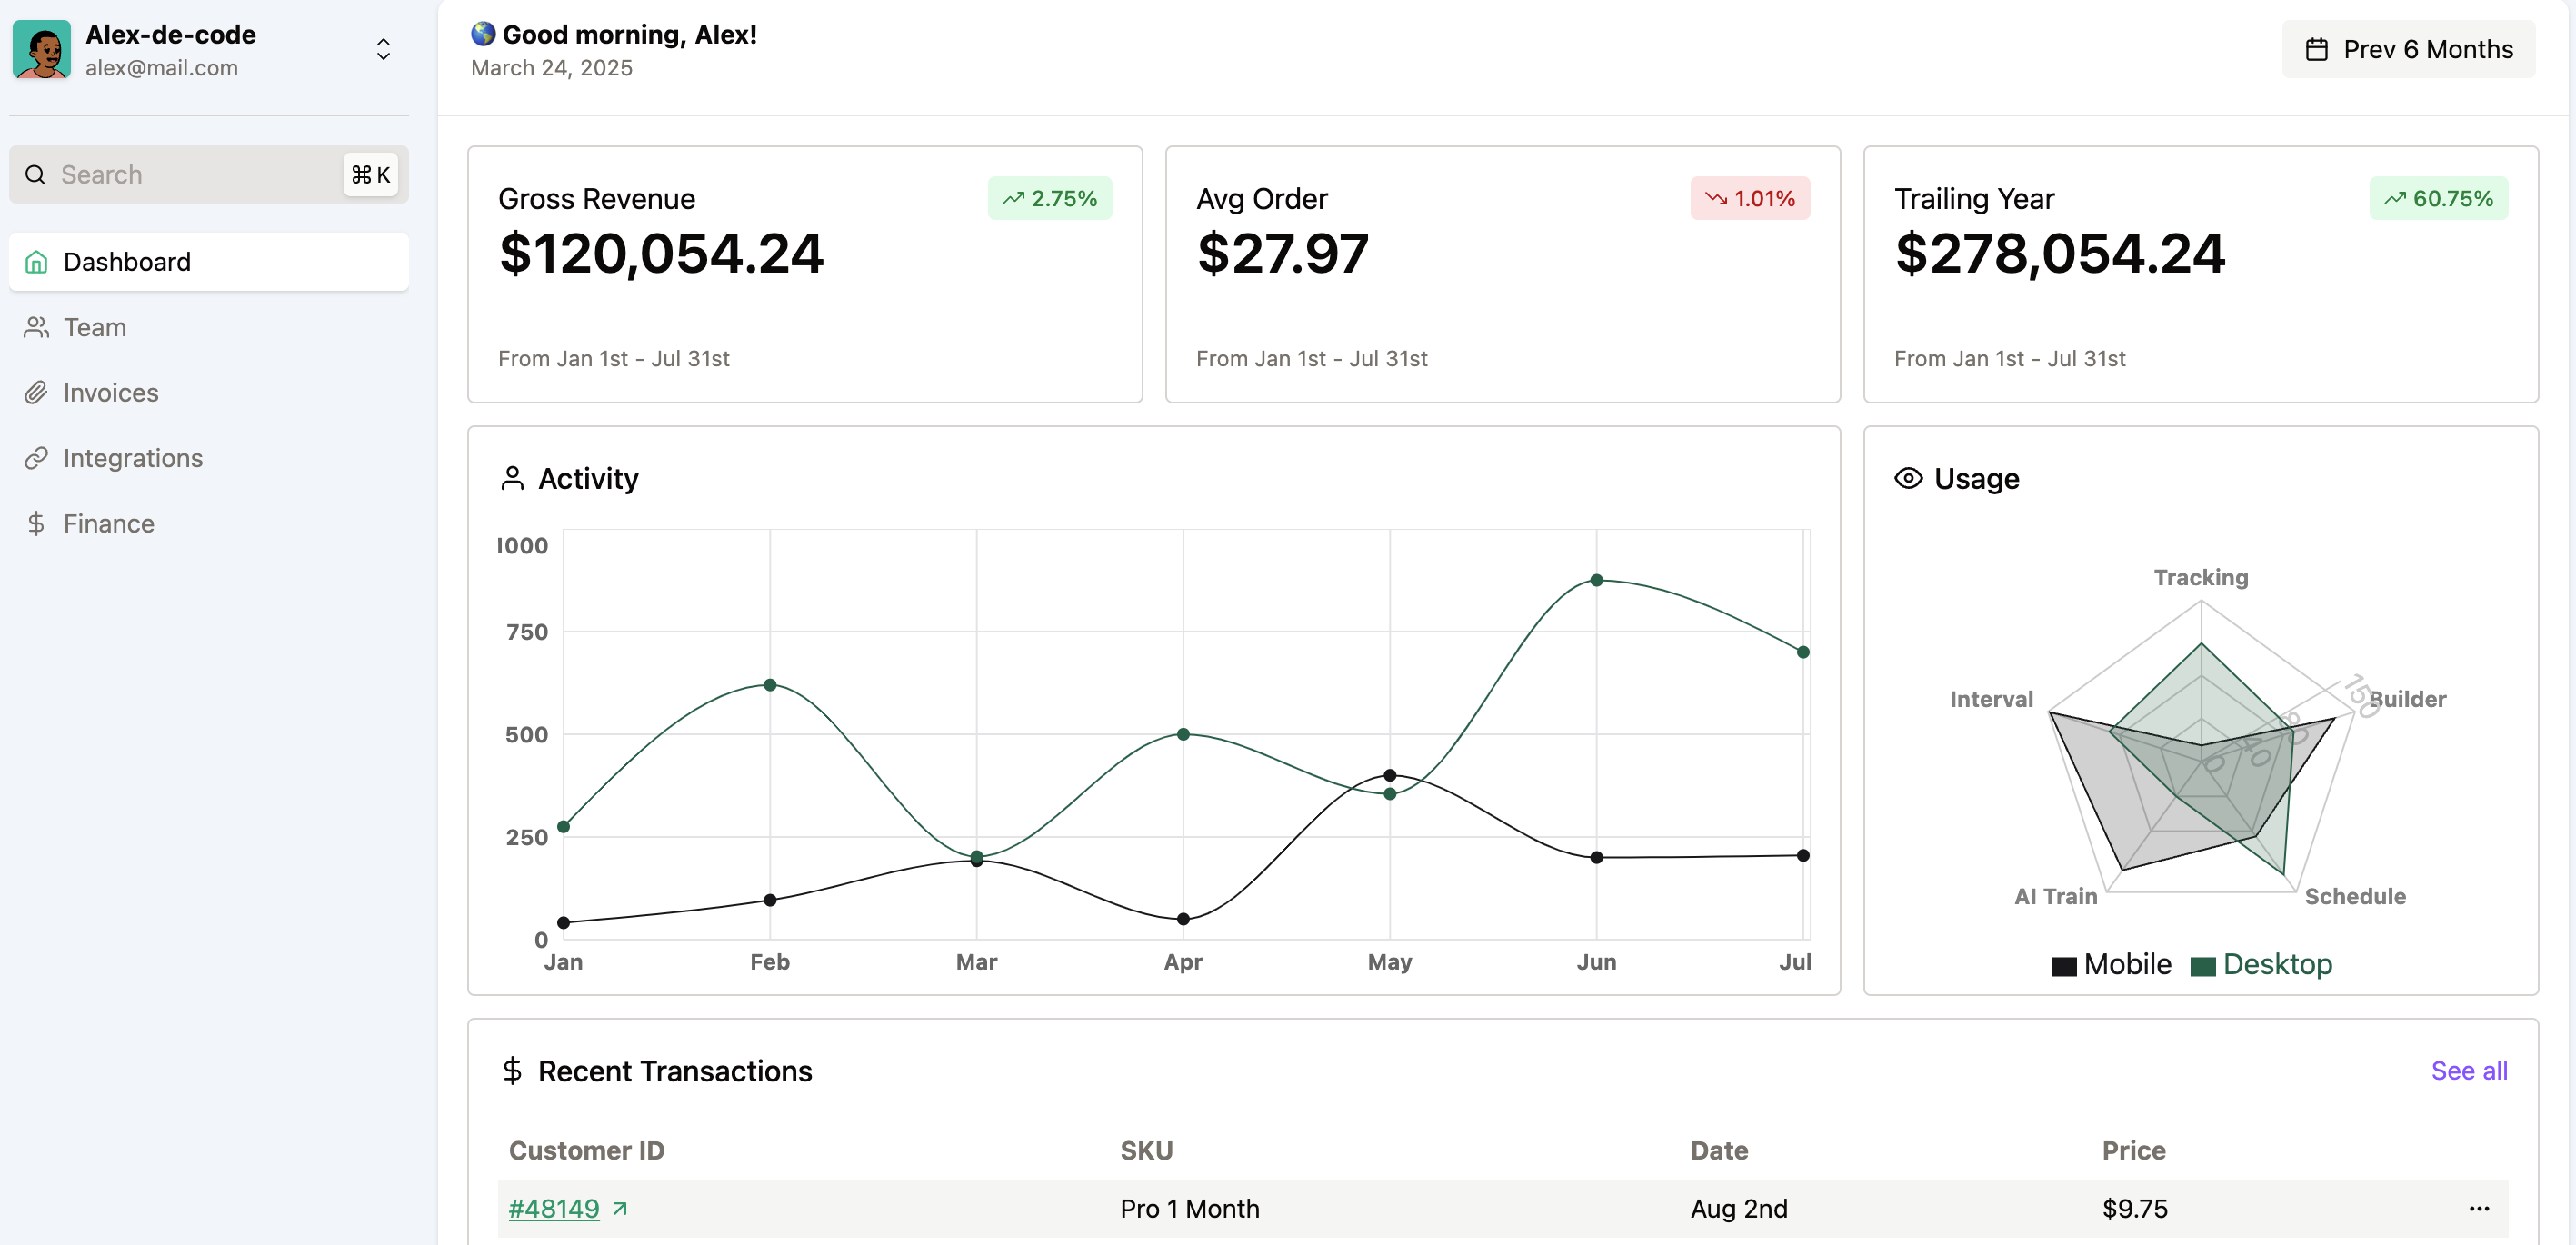 Alex-de-code
alex@mail.com
Search
⌘ K
Dashboard
Team
Invoices
Integrations
Finance
Good morning, Alex!
March 24, 2025
Prev 6 Months
Gross Revenue
2.75%
$120,054.24
From Jan 1st - Jul 31st
Avg Order
1.01%
$27.97
From Jan 1st - Jul 31st
Trailing Year
60.75%
$278,054.24
From Jan 1st - Jul 31st
Activity
1000
750
500
250
0
Jan Feb Mar Apr May Jun Jul
Usage
Tracking
Interval
Builder
150
80
40
0
AI Train
Schedule
Mobile Desktop
Recent Transactions
See all
Customer ID SKU Date Price
#48149 Pro 1 Month Aug 2nd $9.75